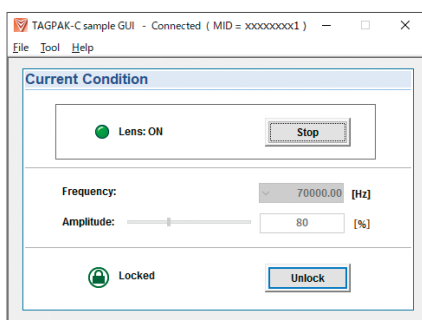 TAGPAK-C sample GUI - Connected ( MID = xxxxxxxx1 )
File Tool Help
Current Condition
Lens: ON Stop
Frequency: 70000.00 [Hz]
Amplitude: 80 [%]
Locked Unlock